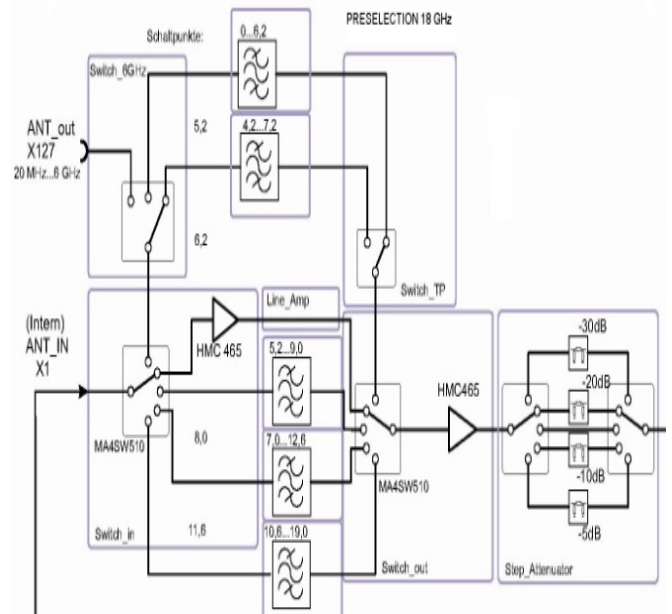 PRESELECTION 18 GHz
Schaltpunkte:
0...6,2
Switch_6GHz
ANT_out
X127
20 MHz...6 GHz
5,2
4,2...7,2
6,2
Switch_TP
(Intern)
ANT_IN
X1
HMC 465
Line_Amp
5,2...9,0
MA4SW510
8,0
7,0...12,6
MA4SW510
HMC465
-30dB
-20dB
-10dB
-5dB
Switch_in
11,6
10,6...19,0
Switch_out
Step_Attenuator